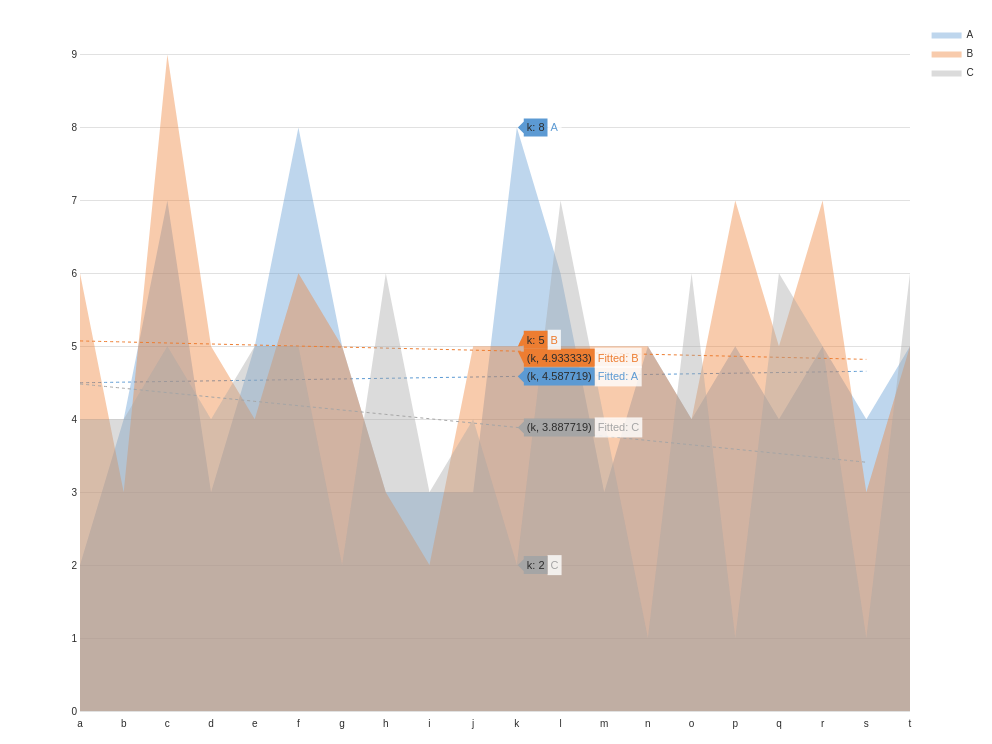 A
B
C
9
8
7
6
5
4
3
2
1
0
k: 8 A
k: 5 B
(k, 4.933333) Fitted: B
(k, 4.587719) Fitted: A
(k, 3.887719) Fitted: C
k: 2 C
a b c d e f g h i j k l m n o p q r s t